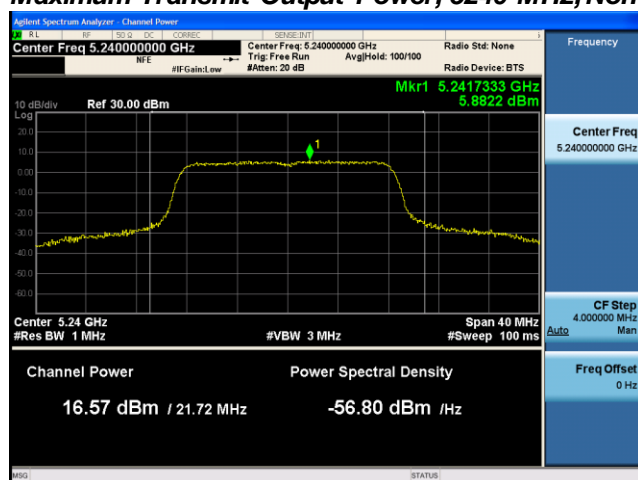 Maximum Transmit Output Power, 5240 MHz, Non
Agilent Spectrum Analyzer - Channel Power
RL RF 50 Ω DC CORREC SENSE:INT
Center Freq 5.240000000 GHz
NFE
#IFGain:Low
Center Freq: 5.240000000 GHz
Trig: Free Run Avg|Hold: 100/100
#Atten: 20 dB
Radio Std: None
Radio Device: BTS
Mkr1 5.2417333 GHz
5.8822 dBm
10 dB/div Ref 30.00 dBm
Log
20.0
10.0
0.00
-10.0
-20.0
-30.0
-40.0
-50.0
-60.0
1
Center 5.24 GHz Span 40 MHz
#Res BW 1 MHz #VBW 3 MHz #Sweep 100 ms
Channel Power Power Spectral Density
16.57 dBm / 21.72 MHz -56.80 dBm /Hz
MSG STATUS
Frequency
Center Freq
5.240000000 GHz
CF Step
4.000000 MHz
Auto Man
Freq Offset
0 Hz